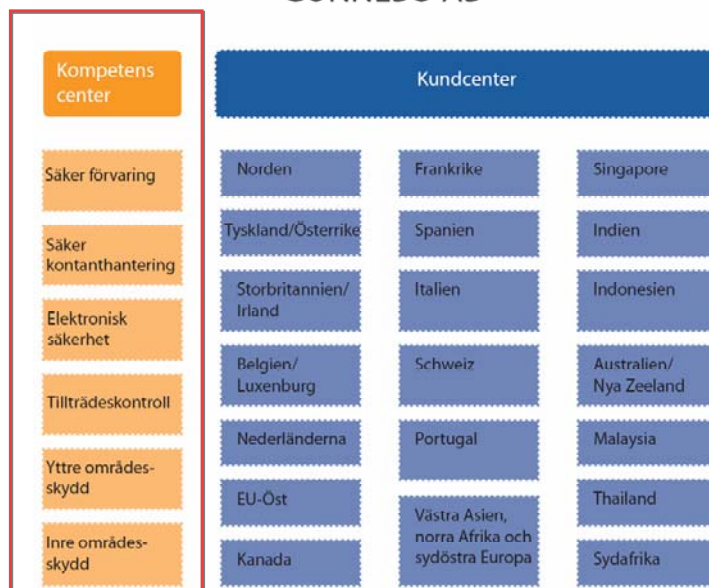 Kompetens
center
Kundcenter
Säker förvaring
Säker
kontanthantering
Elektronisk
säkerhet
Tillträdeskontroll
Yttre områdes-
skydd
Inre områdes-
skydd
Norden
Tyskland/Österrike
Storbritannien/
Irland
Belgien/
Luxenburg
Nederländerna
EU-Öst
Kanada
Frankrike
Spanien
Italien
Schweiz
Portugal
Västra Asien,
norra Afrika och
sydöstra Europa
Singapore
Indien
Indonesien
Australien/
Nya Zeeland
Malaysia
Thailand
Sydafrika